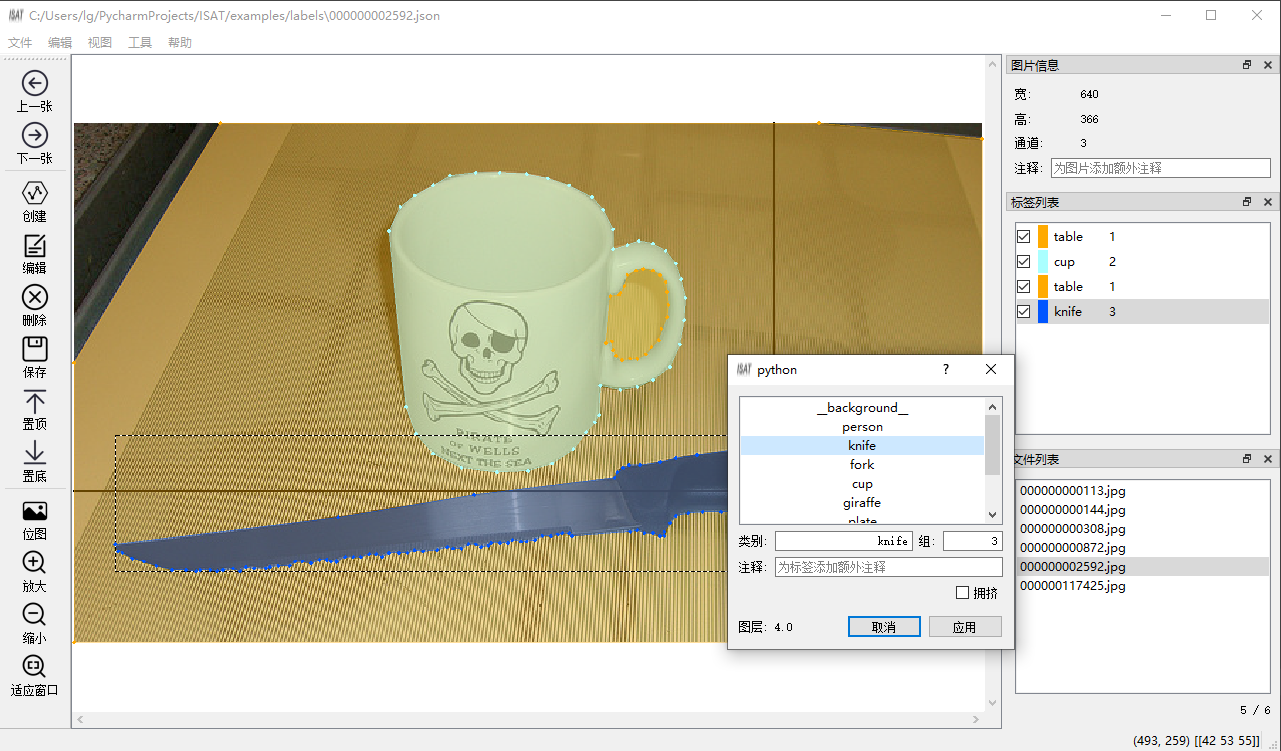 ISAT C:/Users/lg/PycharmProjects/ISAT/examples/labels\000000002592.json
文件 编辑 视图 工具 帮助
上一张
下一张
创建
编辑
删除
保存
置顶
置底
位图
放大
缩小
适应窗口
PIRATE
OF WELLS
NEXT THE SEA
ISAT python ?
__background__
person
knife
fork
cup
giraffe
plate
类别: knife 组: 3
注释: 为标签添加额外注释
拥挤
图层: 4.0 取消 应用
图片信息
宽: 640
高: 366
通道: 3
注释: 为图片添加额外注释
标签列表
table 1
cup 2
table 1
knife 3
文件列表
000000000113.jpg
000000000144.jpg
000000000308.jpg
000000000872.jpg
000000002592.jpg
000000117425.jpg
5 / 6
(493, 259) [[42 53 55]]